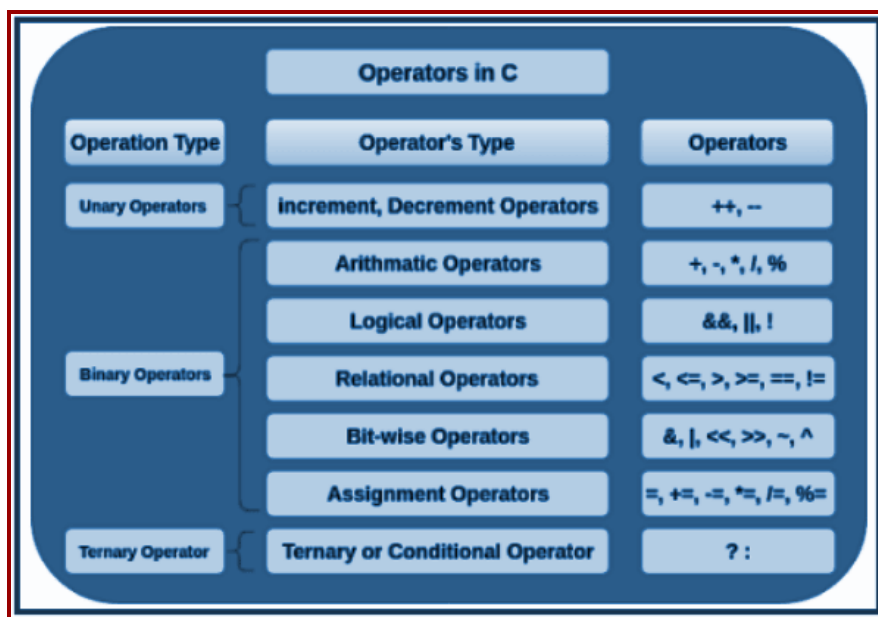 Operators in C
Operation Type Operator's Type Operators
Unary Operators increment, Decrement Operators ++, --
Arithmatic Operators +, -, *, /, %
Logical Operators &&, ||, !
Binary Operators Relational Operators <, <=, >, >=, ==, !=
Bit-wise Operators &, |, <<, >>, ~, ^
Assignment Operators =, +=, -=, *=, /=, %=
Ternary Operator Ternary or Conditional Operator ? :